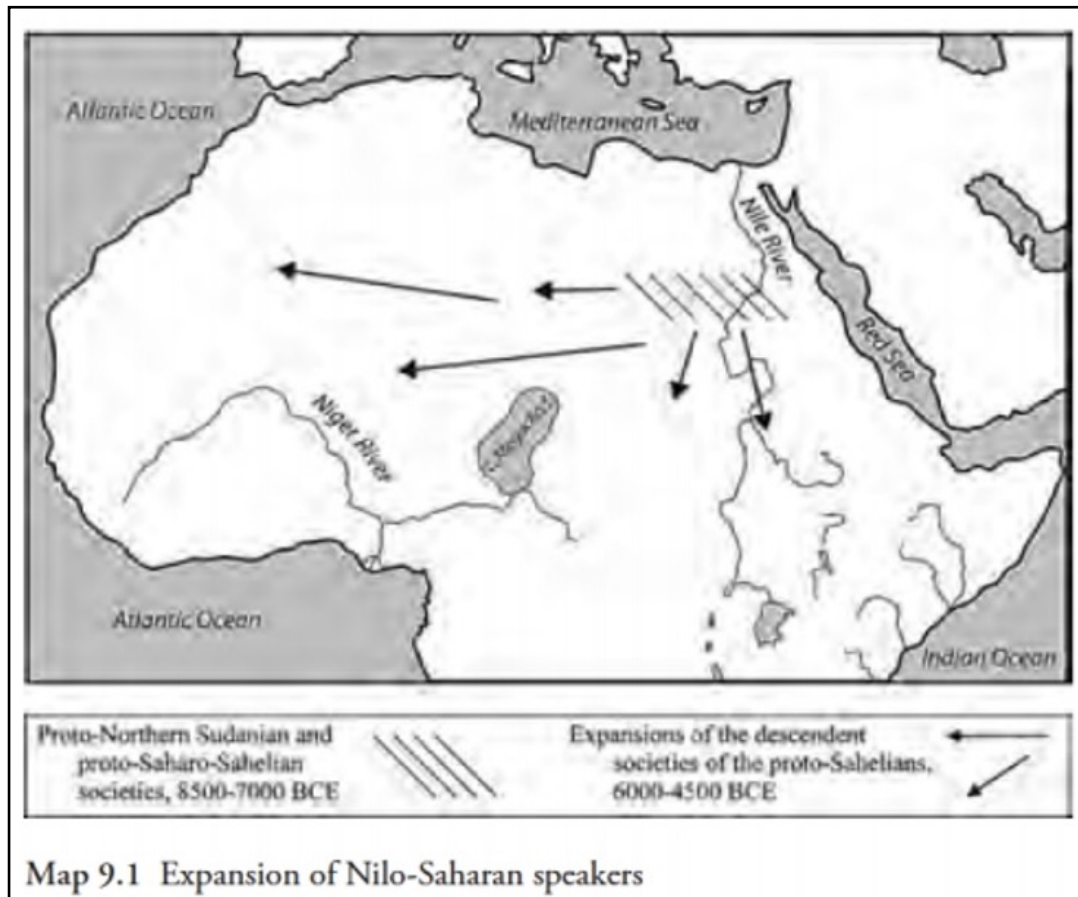 Atlantic Ocean
Mediterranean Sea
Nile River
Red Sea
Niger River
Atlantic Ocean
Indian Ocean
Proto-Northern Sudanian and
proto-Saharo-Sahelian
societies, 8500-7000 BCE
Expansions of the descendent
societies of the proto-Sahelians,
6000-4500 BCE
Map 9.1 Expansion of Nilo-Saharan speakers